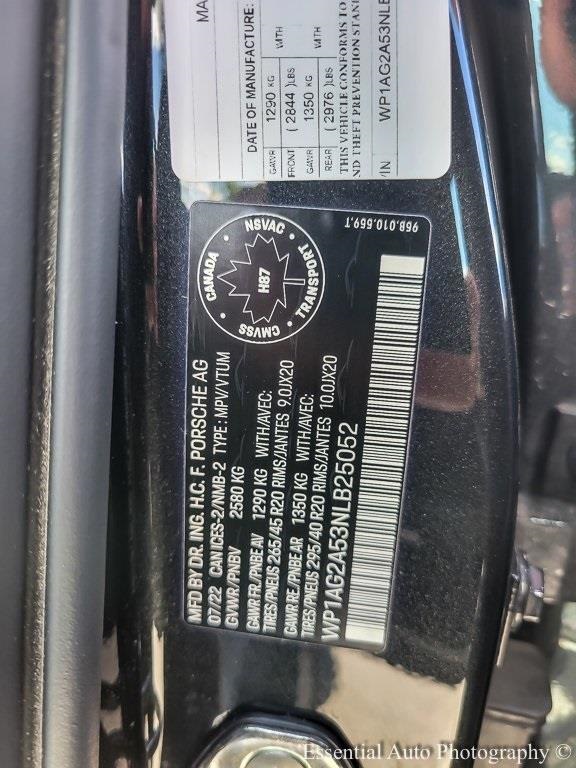 MA
DATE OF MANUFACTURE:
GAWR 1290 KG WITH
FRONT ( 2844 )LBS
GAWR 1350 KG WITH
REAR ( 2976 )LBS
THIS VEHICLE CONFORMS TO
ND THEFT PREVENTION STAN
VIN WP1AG2A53NLB
CANADA
NSVAC
TRANSPORT
CMVSS
H87
95B.010.559.T
MFD BY DR. ING. H.C. F. PORSCHE AG
07/22 CAN ICES-2/NMB-2 TYPE: MPV/VTUM
GVWR/PNBV 2580 KG
GAWR FR./PNBE AV 1290 KG WITH/AVEC:
TIRES/PNEUS 265/45 R20 RIMS/JANTES 9.0JX20
GAWR RE./PNBE AR 1350 KG WITH/AVEC:
TIRES/PNEUS 295/40 R20 RIMS/JANTES 10.0JX20
WP1AG2A53NLB25052
Essential Auto Photography ©